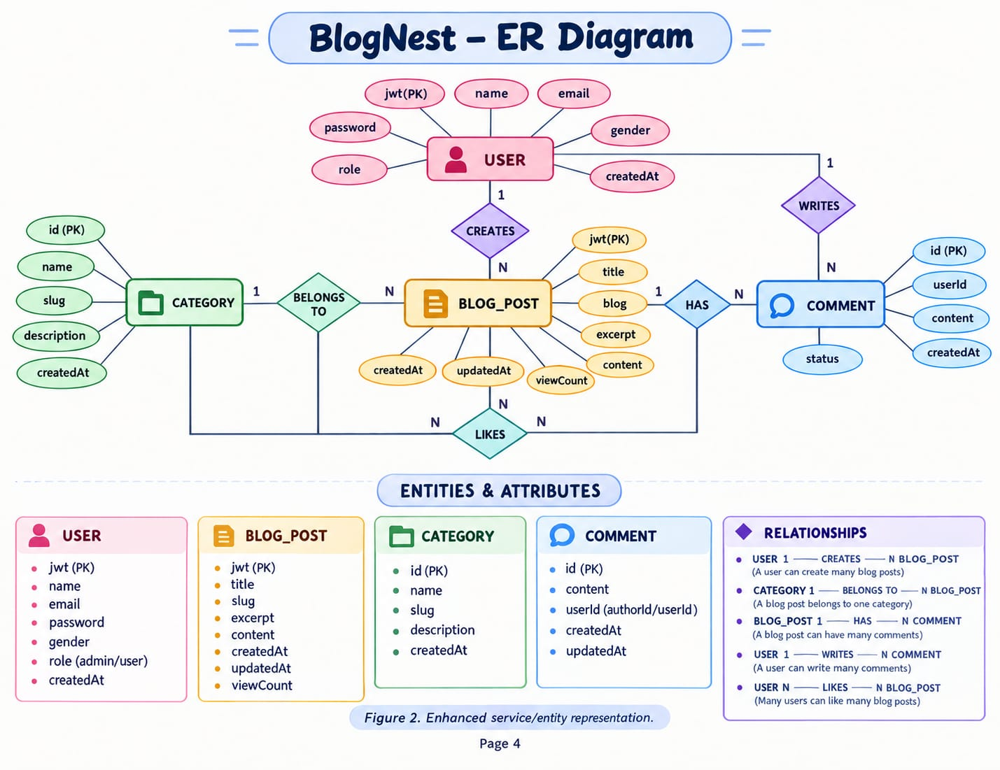 BlogNest – ER Diagram
jwt(PK)
name
email
password
gender
role
USER
createdAt
1
1
WRITES
CREATES
N
N
id (PK)
name
slug
description
createdAt
CATEGORY
1
BELONGS
TO
N
BLOG_POST
jwt(PK)
title
blog
excerpt
content
viewCount
updatedAt
createdAt
1
HAS
N
COMMENT
id (PK)
userId
content
createdAt
status
N
N
N
LIKES
ENTITIES & ATTRIBUTES
USER
• jwt (PK)
• name
• email
• password
• gender
• role (admin/user)
• createdAt
BLOG_POST
• jwt (PK)
• title
• slug
• excerpt
• content
• createdAt
• updatedAt
• viewCount
CATEGORY
• id (PK)
• name
• slug
• description
• createdAt
COMMENT
• id (PK)
• content
• userId (authorId/userId)
• createdAt
• updatedAt
RELATIONSHIPS
• USER 1 —— CREATES —— N BLOG_POST
(A user can create many blog posts)
• CATEGORY 1 —— BELONGS TO —— N BLOG_POST
(A blog post belongs to one category)
• BLOG_POST 1 —— HAS —— N COMMENT
(A blog post can have many comments)
• USER 1 —— WRITES —— N COMMENT
(A user can write many comments)
• USER N —— LIKES —— N BLOG_POST
(Many users can like many blog posts)
Figure 2. Enhanced service/entity representation.
Page 4